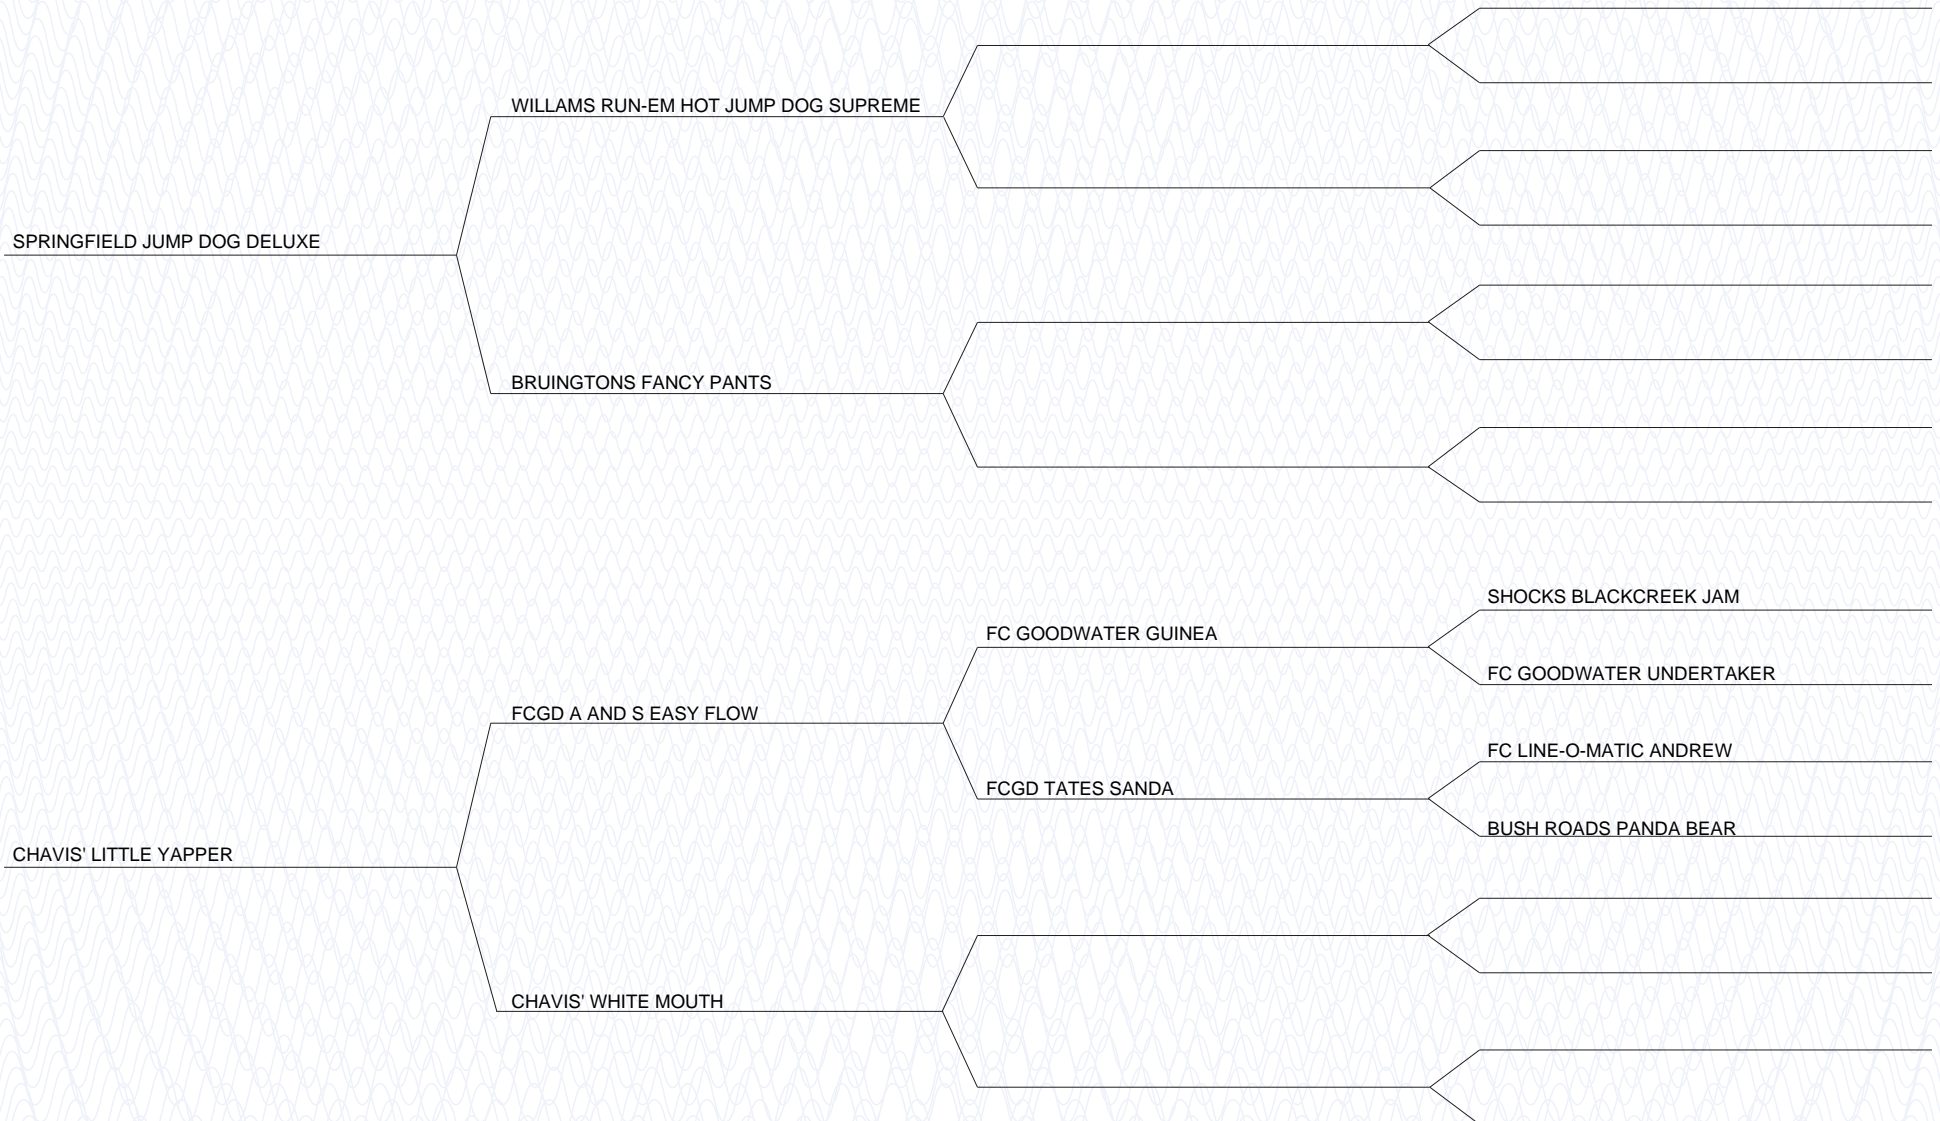 WILLAMS RUN-EM HOT JUMP DOG SUPREME
SPRINGFIELD JUMP DOG DELUXE
BRUINGTONS FANCY PANTS
SHOCKS BLACKCREEK JAM
FC GOODWATER GUINEA
FC GOODWATER UNDERTAKER
FCGD A AND S EASY FLOW
FC LINE-O-MATIC ANDREW
FCGD TATES SANDA
BUSH ROADS PANDA BEAR
CHAVIS' LITTLE YAPPER
CHAVIS' WHITE MOUTH